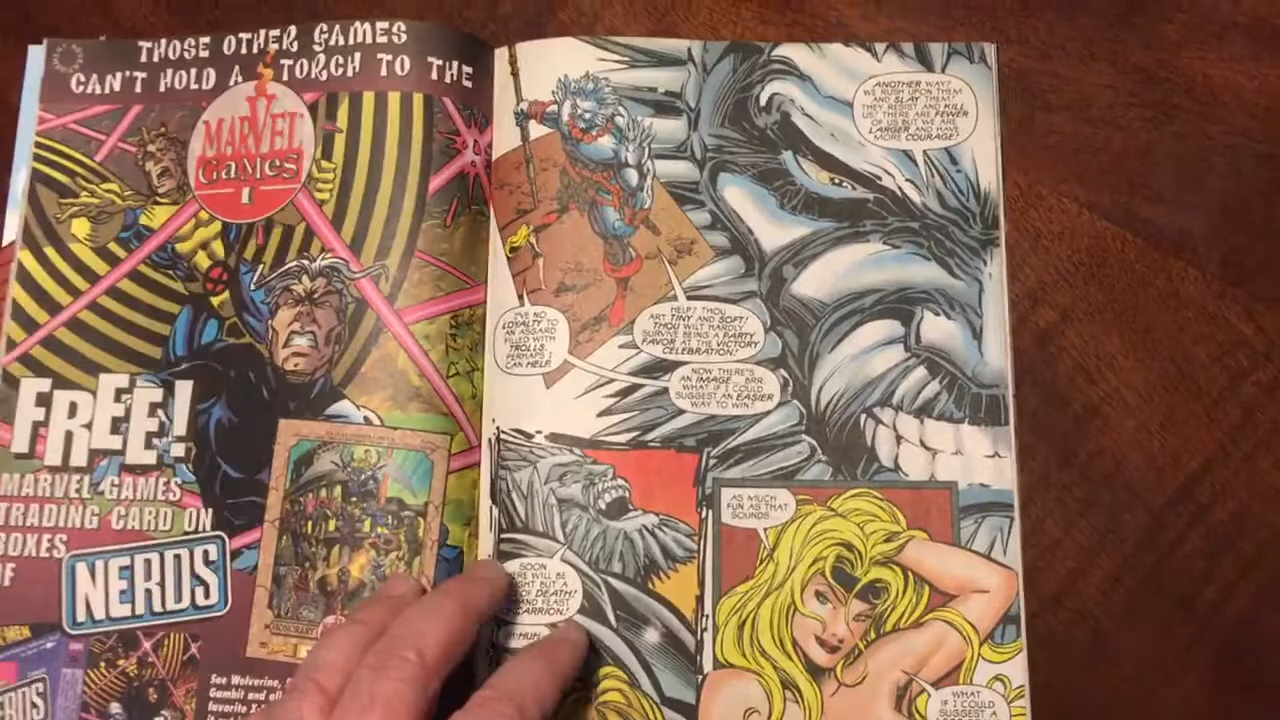 THOSE OTHER GAMES
CAN'T HOLD A TORCH TO THE
MARVEL
GAMES
FREE!
MARVEL GAMES
TRADING CARD ON
BOXES
OF
NERDS
NERDS
See Wolverine,
Gambit and all
favorite X-
ANOTHER WAY?
WE RUSH UPON THEM
AND SLAY THEM?
THEY RESIST AND KILL
US? THERE ARE FEWER
OF US BUT WE ARE
LARGER AND HAVE
MORE COURAGE!
I'VE NO
LOYALTY TO
AN ASGARD
FILLED WITH
TROLLS.
PERHAPS I
CAN HELP.
HELP? THOU
ART TINY AND SOFT!
THOU WILT HARDLY
SURVIVE BEING A PARTY
FAVOR AT THE VICTORY
CELEBRATION!
NOW THERE'S
AN IMAGE... BRR.
WHAT IF I COULD
SUGGEST AN EASIER
WAY TO WIN?
SOON
THERE WILL BE
NAUGHT BUT A
OF DEATH!
AND FEAST
CARRION!
UH-HUH.
AS MUCH
FUN AS THAT
SOUNDS...
WHAT
IF I COULD
SUGGEST A